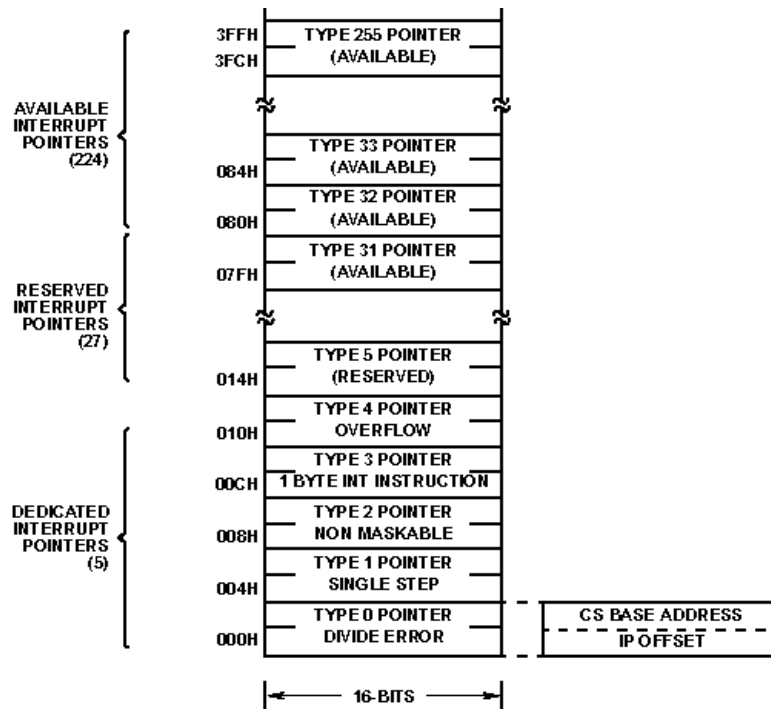 3FFH
TYPE 255 POINTER
3FCH
(AVAILABLE)
AVAILABLE
INTERRUPT
POINTERS
(224)
TYPE 33 POINTER
084H
(AVAILABLE)
TYPE 32 POINTER
080H
(AVAILABLE)
TYPE 31 POINTER
07FH
(AVAILABLE)
RESERVED
INTERRUPT
POINTERS
(27)
TYPE 5 POINTER
014H
(RESERVED)
TYPE 4 POINTER
010H
OVERFLOW
TYPE 3 POINTER
00CH
1 BYTE INT INSTRUCTION
DEDICATED
INTERRUPT
POINTERS
(5)
TYPE 2 POINTER
008H
NON MASKABLE
TYPE 1 POINTER
004H
SINGLE STEP
TYPE 0 POINTER
000H
DIVIDE ERROR
CS BASE ADDRESS
IP OFFSET
16-BITS